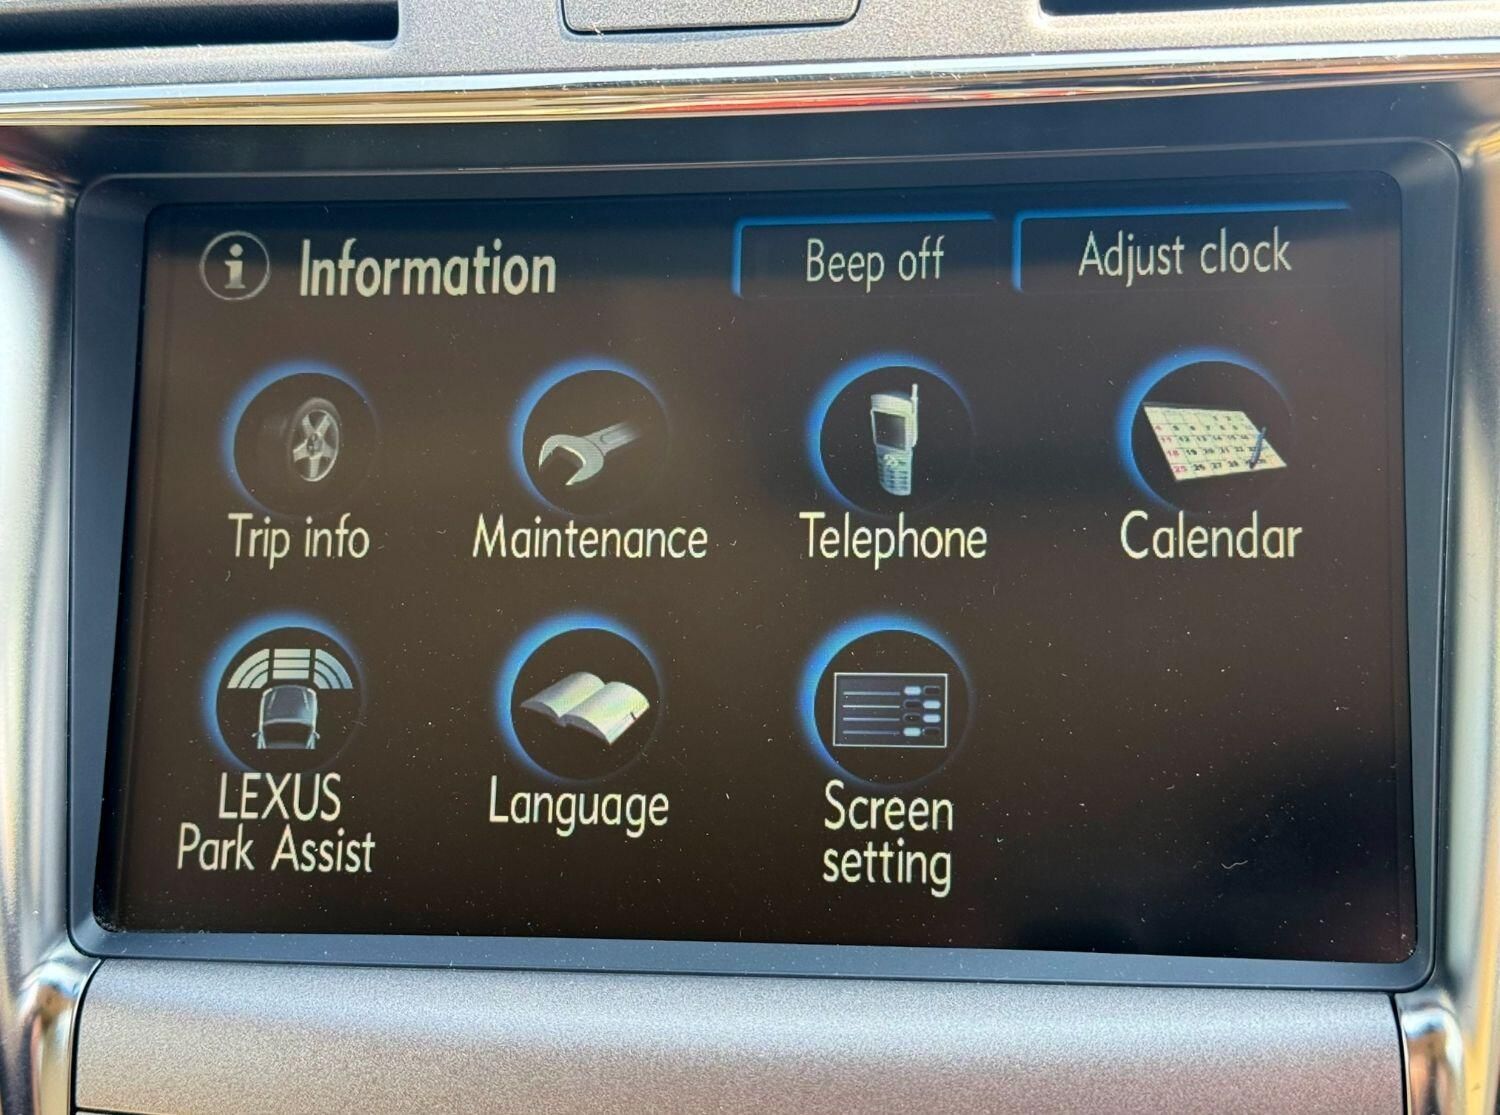 Information
Beep off
Adjust clock
Trip info
Maintenance
Telephone
Calendar
LEXUS
Park Assist
Language
Screen
setting